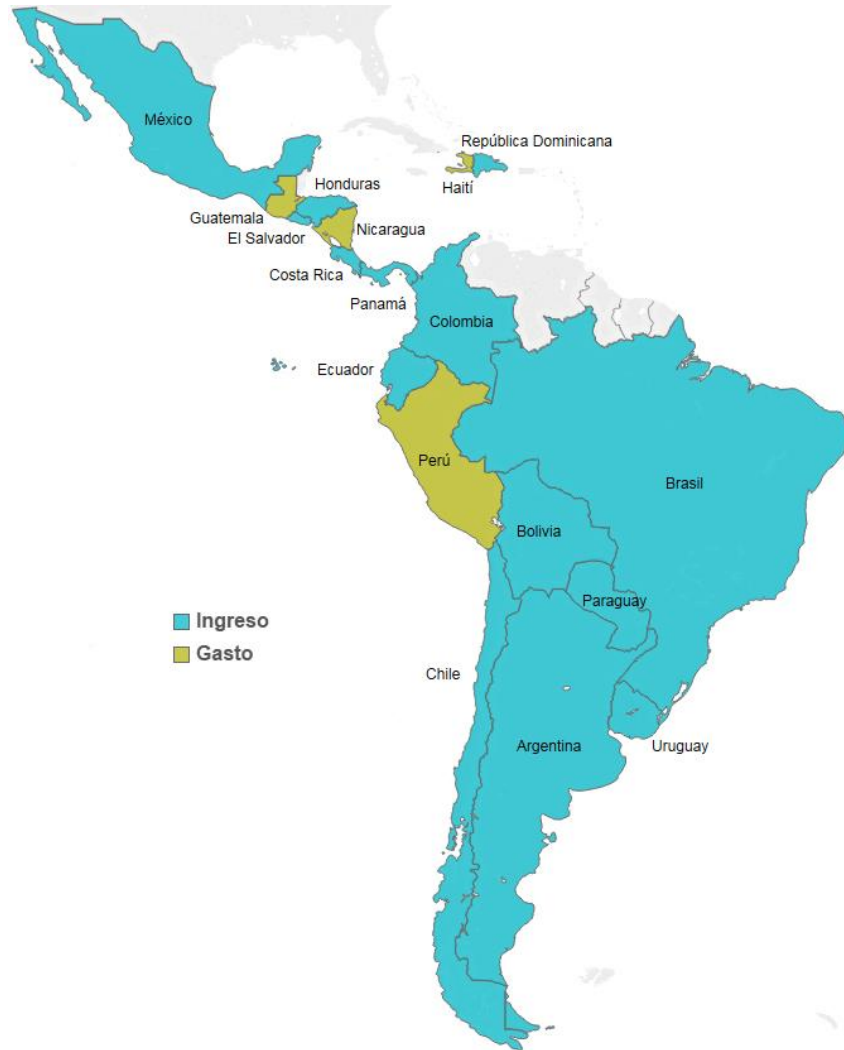 México
República Dominicana
Honduras
Haití
Guatemala
El Salvador
Nicaragua
Costa Rica
Panamá
Colombia
Ecuador
Perú
Brasil
Bolivia
Paraguay
Ingreso
Gasto
Chile
Argentina
Uruguay